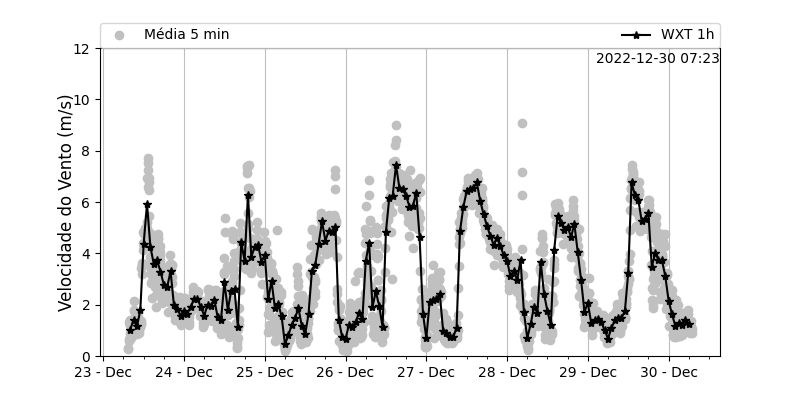 Média 5 min
WXT 1h
2022-12-30 07:23
Velocidade do Vento (m/s)
12
10
8
6
4
2
0
23 - Dec
24 - Dec
25 - Dec
26 - Dec
27 - Dec
28 - Dec
29 - Dec
30 - Dec